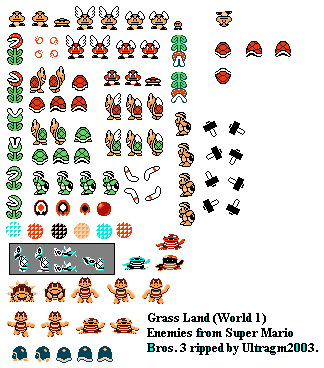 Grass Land (World 1)
Enemies from Super Mario
Bros. 3 ripped by Ultragm2003.